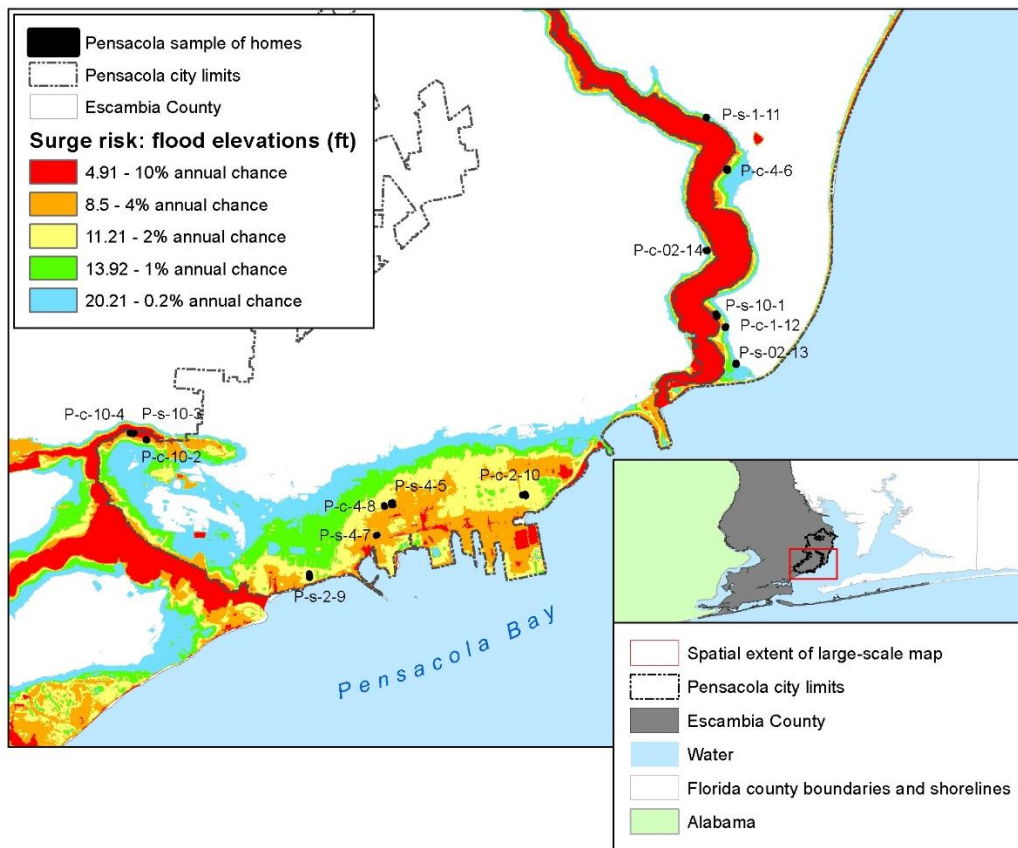 Pensacola sample of homes
Pensacola city limits
Escambia County
Surge risk: flood elevations (ft)
4.91 - 10% annual chance
8.5 - 4% annual chance
11.21 - 2% annual chance
13.92 - 1% annual chance
20.21 - 0.2% annual chance
P-s-1-11
P-c-4-6
P-c-02-14
P-s-10-1
P-c-1-12
P-s-02-13
P-c-10-4
P-s-10-3
P-c-10-2
P-c-2-10
P-s-4-5
P-c-4-8
P-s-4-7
P-s-2-9
Pensacola Bay
Spatial extent of large-scale map
Pensacola city limits
Escambia County
Water
Florida county boundaries and shorelines
Alabama